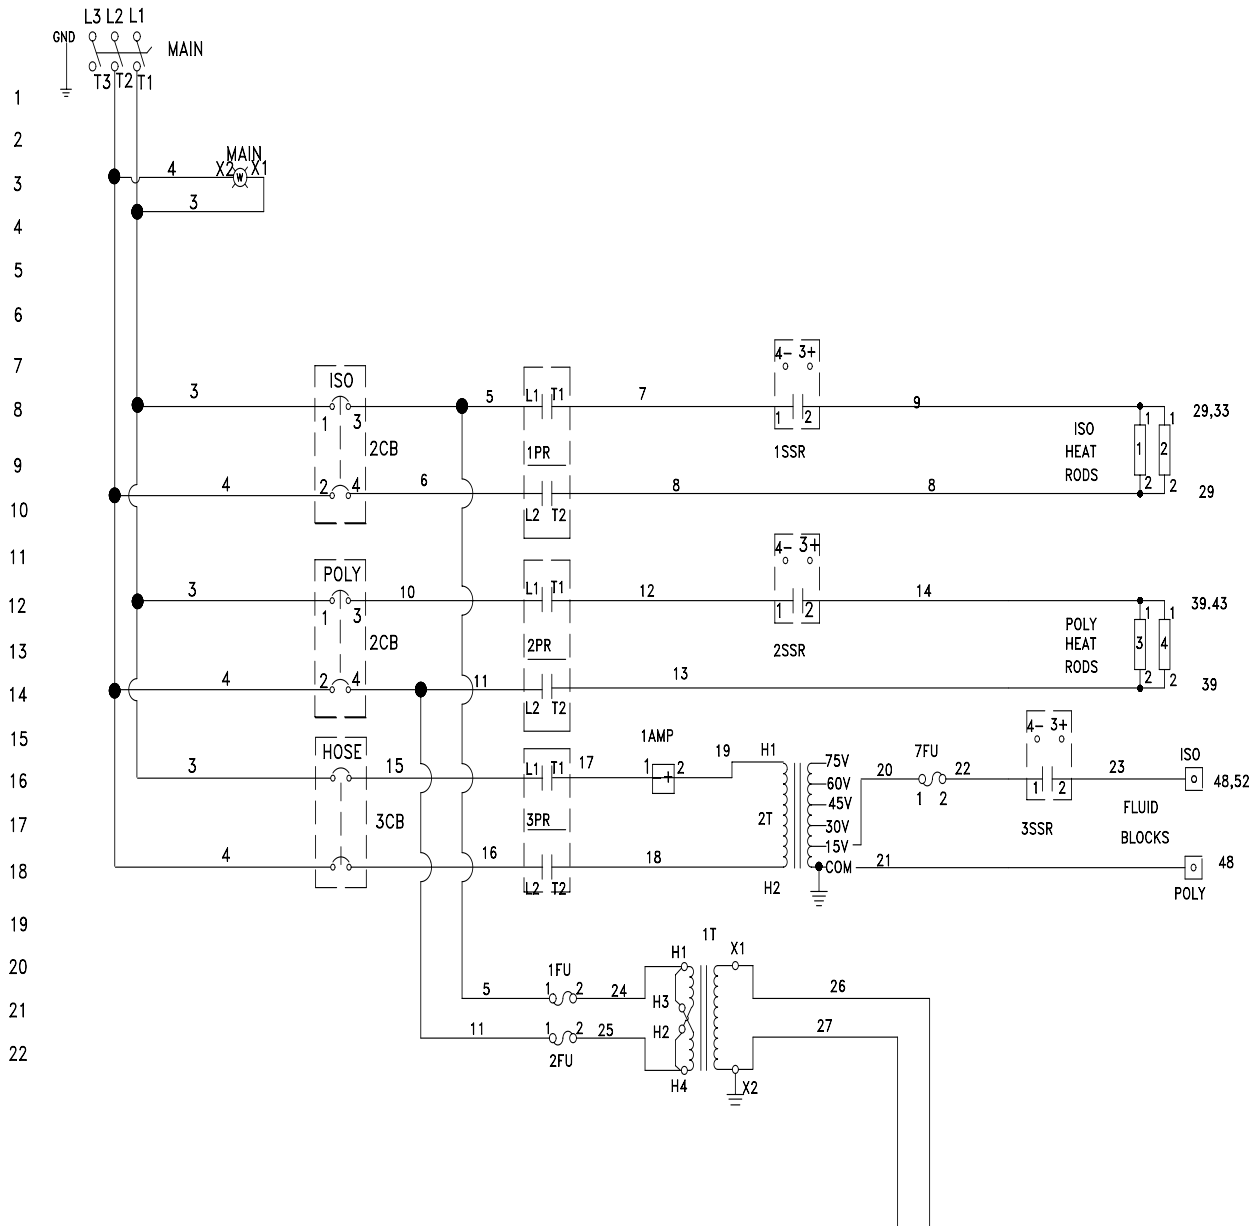 L3 L2 L1
GND
MAIN
T3 T2 T1
1
2
MAIN
X2 W X1
4
3
3
4
5
6
7
4- 3+
ISO
3
5
L1 T1
7
9
8
1 3
1 2
29,33
1 1
ISO
HEAT
RODS
2CB
1PR
1SSR
1 2
9
4
2 4
6
8
8
2 2
29
10
L2 T2
11
4- 3+
POLY
3
10
L1 T1
12
14
12
1 3
1 2
39.43
1 1
POLY
HEAT
RODS
2CB
2PR
2SSR
3 4
13
4
2 4
11
13
2 2
39
14
L2 T2
15
HOSE
1AMP
H1
7FU
4- 3+
ISO
3
15
L1 T1
17
1 + 2
19
75V
20
22
23
16
60V
1 2
1 2
48,52
45V
17
3CB
3PR
2T
30V
3SSR
FLUID
BLOCKS
15V
4
16
18
COM
21
48
18
L2 T2
H2
POLY
19
1T
H1
X1
20
1FU
5
1 2
24
H3
26
21
11
1 2
25
H2
27
22
2FU
H4
X2